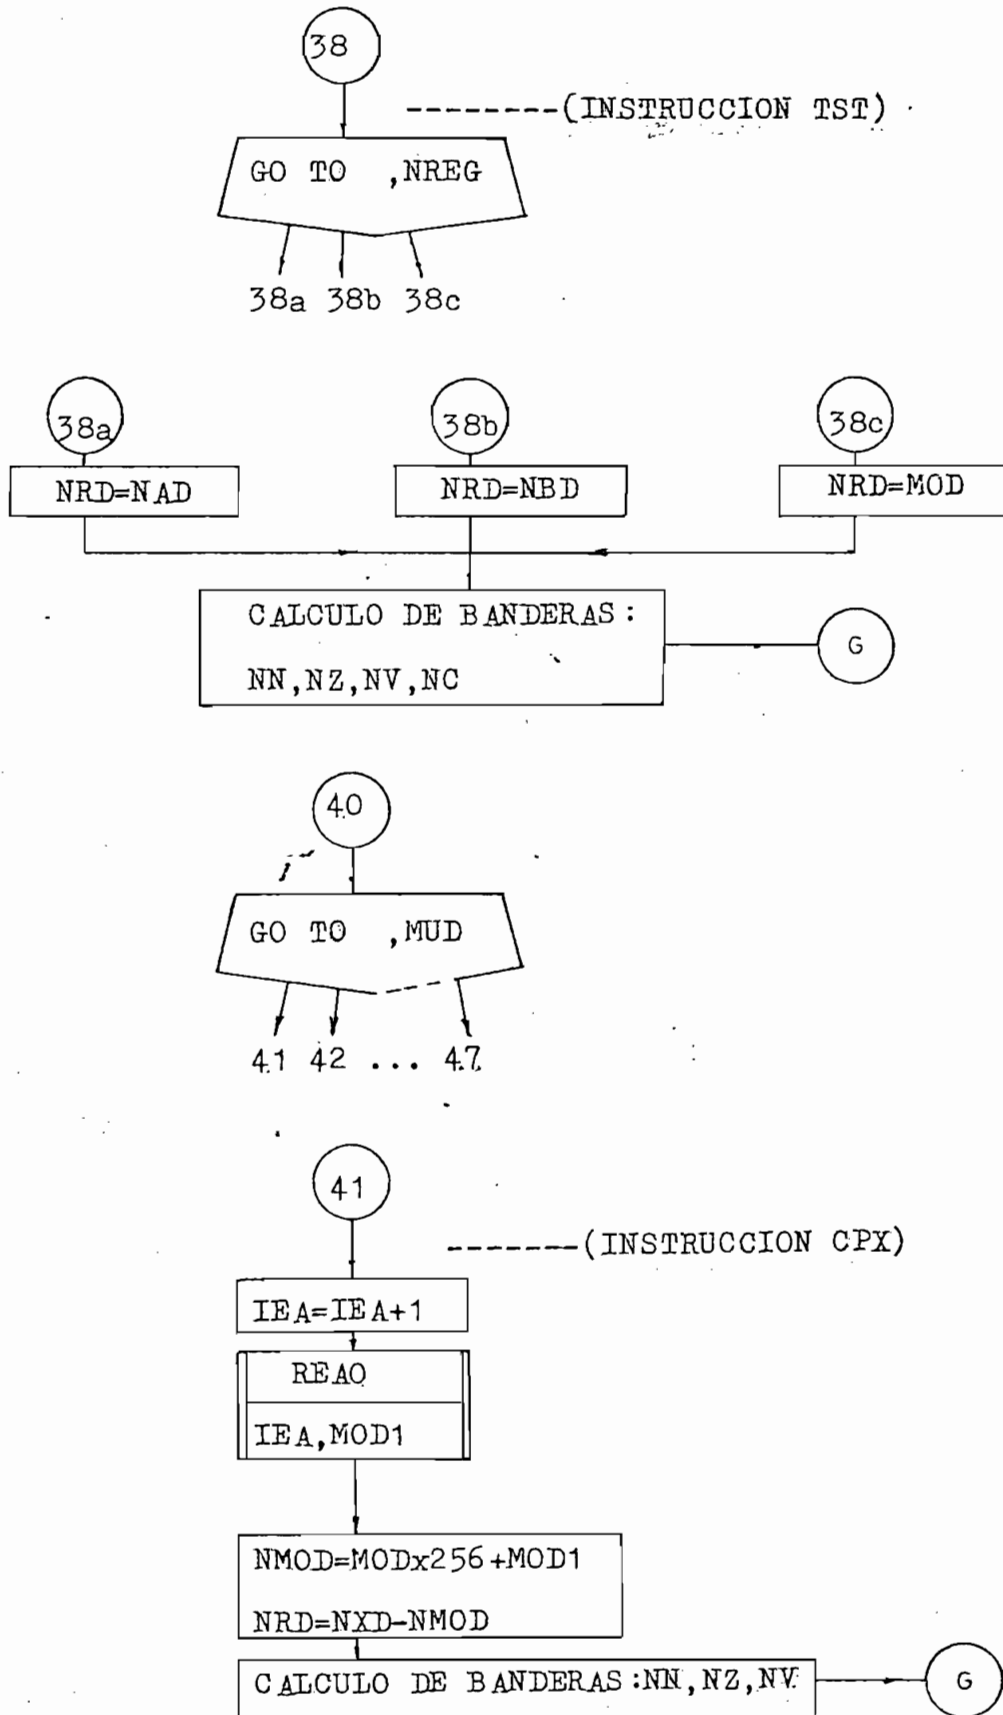 38
--------(INSTRUCCION TST)
GO TO ,NREG
38a 38b 38c
38a 38b 38c
NRD=NAD NRD=NBD NRD=MOD
CALCULO DE BANDERAS:
NN,NZ,NV,NC
G
40
GO TO ,MUD
41 42 ... 47
41
-------(INSTRUCCION CPX)
IEA=IEA+1
REAO
IEA,MOD1
NMOD=MODx256+MOD1
NRD=NXD-NMOD
CALCULO DE BANDERAS:NN,NZ,NV
G